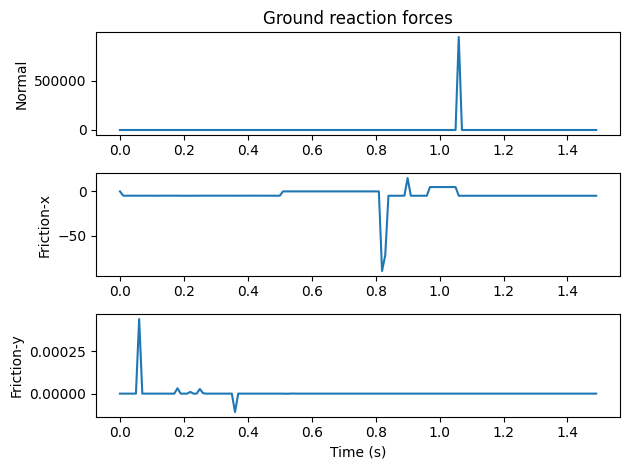 Ground reaction forces
Normal
500000
0
0.0 0.2 0.4 0.6 0.8 1.0 1.2 1.4
Friction-x
0
−50
0.0 0.2 0.4 0.6 0.8 1.0 1.2 1.4
Friction-y
0.00025
0.00000
0.0 0.2 0.4 0.6 0.8 1.0 1.2 1.4
Time (s)